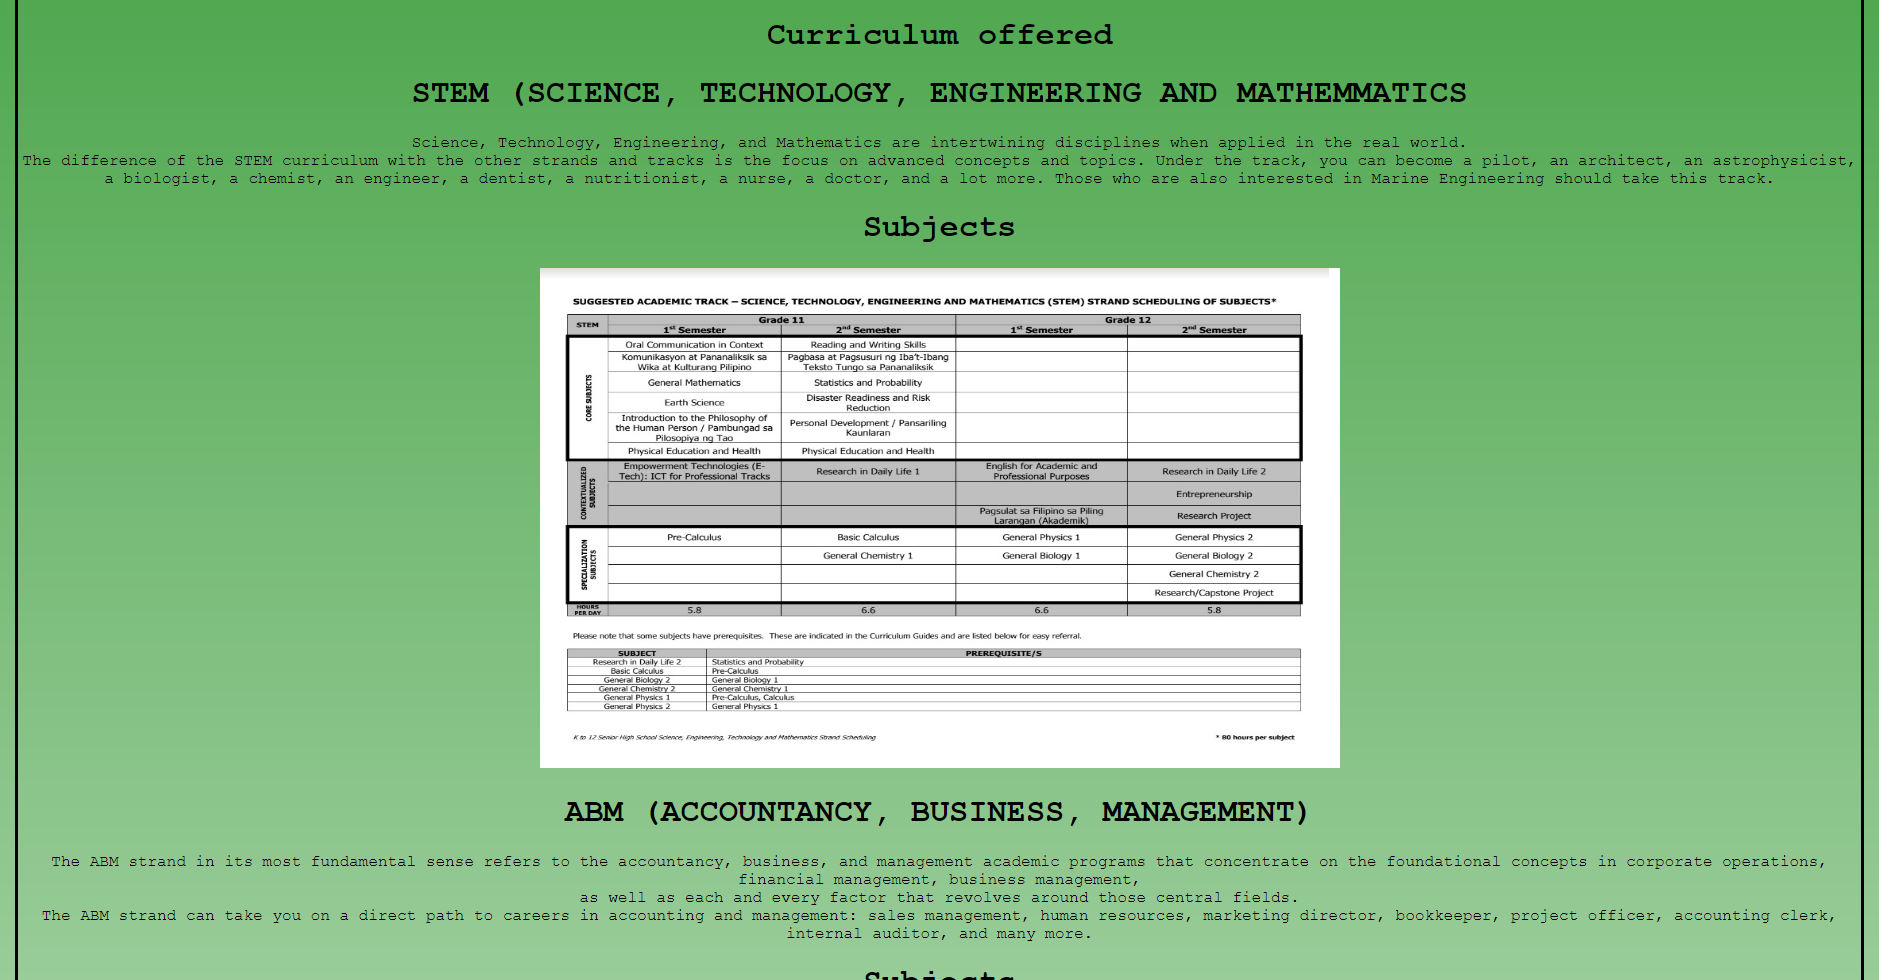 Curriculum offered
STEM (SCIENCE, TECHNOLOGY, ENGINEERING AND MATHEMMATICS
Science, Technology, Engineering, and Mathematics are intertwining disciplines when applied in the real world.
The difference of the STEM curriculum with the other strands and tracks is the focus on advanced concepts and topics. Under the track, you can become a pilot, an architect, an astrophysicist,
a biologist, a chemist, an engineer, a dentist, a nutritionist, a nurse, a doctor, and a lot more. Those who are also interested in Marine Engineering should take this track.
Subjects
SUGGESTED ACADEMIC TRACK – SCIENCE, TECHNOLOGY, ENGINEERING AND MATHEMATICS (STEM) STRAND SCHEDULING OF SUBJECTS*
STEM Grade 11 Grade 12
1st Semester 2nd Semester 1st Semester 2nd Semester
CORE SUBJECTS
Oral Communication in Context Reading and Writing Skills
Komunikasyon at Pananaliksik sa Pagbasa at Pagsusuri ng Iba't-Ibang
Wika at Kulturang Pilipino Teksto Tungo sa Pananaliksik
General Mathematics Statistics and Probability
Earth Science Disaster Readiness and Risk
Reduction
Introduction to the Philosophy of
the Human Person / Pambungad sa Personal Development / Pansariling
Pilosopiya ng Tao Kaunlaran
Physical Education and Health Physical Education and Health
CONTEXTUALIZED
SUBJECTS
Empowerment Technologies (E- Research in Daily Life 1 English for Academic and Research in Daily Life 2
Tech): ICT for Professional Tracks Professional Purposes
Entrepreneurship
Pagsulat sa Filipino sa Piling Research Project
Larangan (Akademik)
SPECIALIZATION
SUBJECTS
Pre-Calculus Basic Calculus General Physics 1 General Physics 2
General Chemistry 1 General Biology 1 General Biology 2
General Chemistry 2
Research/Capstone Project
HOURS
PER DAY 5.8 6.6 6.6 5.8
Please note that some subjects have prerequisites. These are indicated in the Curriculum Guides and are listed below for easy referral.
SUBJECT PREREQUISITE/S
Research in Daily Life 2 Statistics and Probability
Basic Calculus Pre-Calculus
General Biology 2 General Biology 1
General Chemistry 2 General Chemistry 1
General Physics 1 Pre-Calculus, Calculus
General Physics 2 General Physics 1
K to 12 Senior High School Science, Engineering, Technology and Mathematics Strand Scheduling * 80 hours per subject
ABM (ACCOUNTANCY, BUSINESS, MANAGEMENT)
The ABM strand in its most fundamental sense refers to the accountancy, business, and management academic programs that concentrate on the foundational concepts in corporate operations,
financial management, business management,
as well as each and every factor that revolves around those central fields.
The ABM strand can take you on a direct path to careers in accounting and management: sales management, human resources, marketing director, bookkeeper, project officer, accounting clerk,
internal auditor, and many more.
Subjects